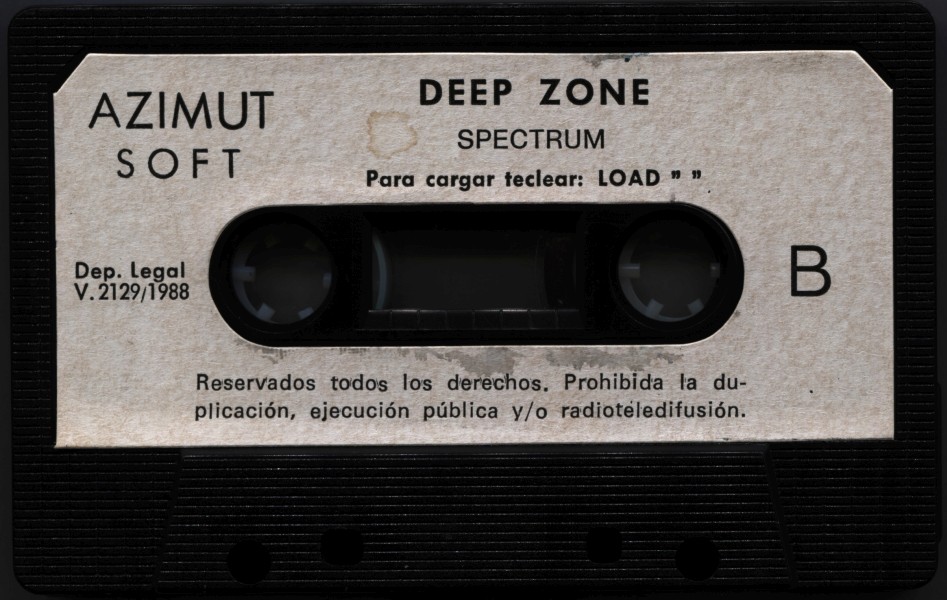 AZIMUT
SOFT
DEEP ZONE
SPECTRUM
Para cargar teclear: LOAD " "
Dep. Legal
V. 2129/1988
B
Reservados todos los derechos. Prohibida la du-
plicación, ejecución pública y/o radioteledifusión.